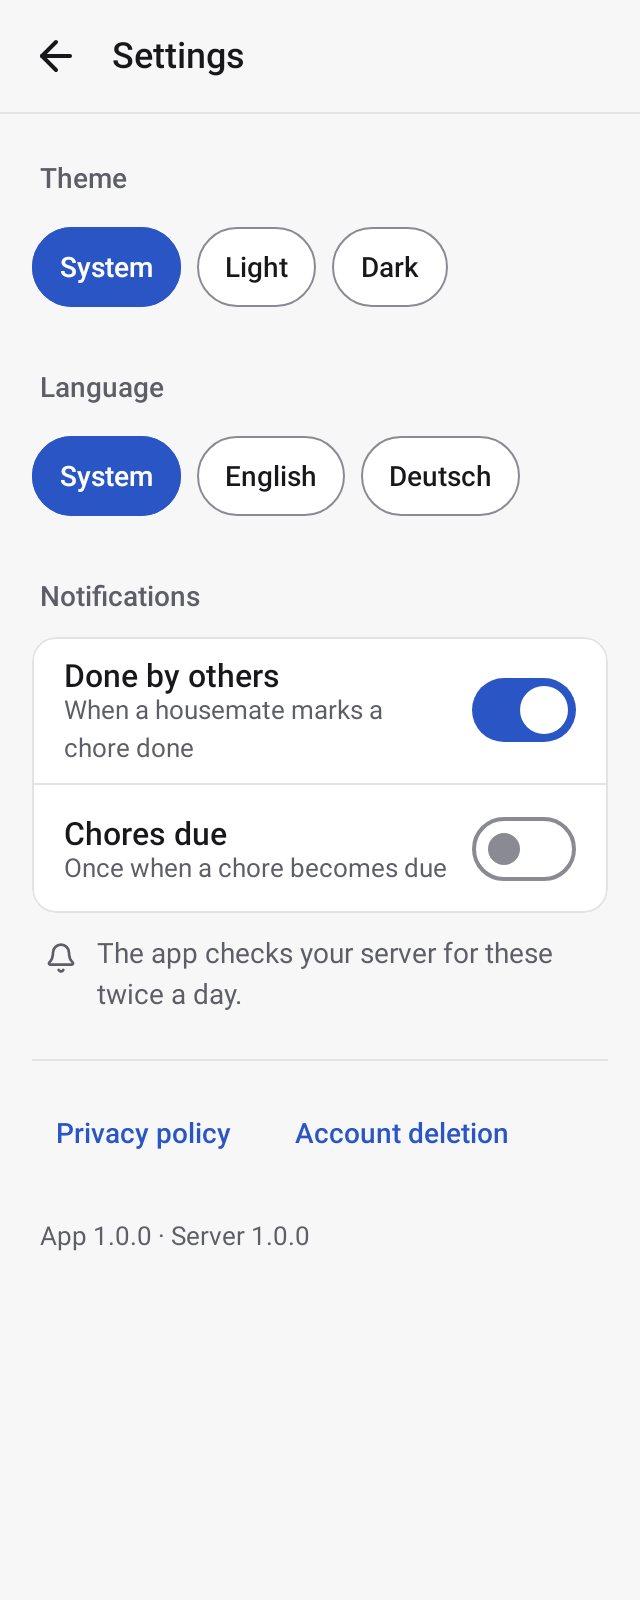 Settings
Theme
System
Light
Dark
Language
System
English
Deutsch
Notifications
Done by others
When a housemate marks a
chore done
Chores due
Once when a chore becomes due
The app checks your server for these
twice a day.
Privacy policy
Account deletion
App 1.0.0 · Server 1.0.0